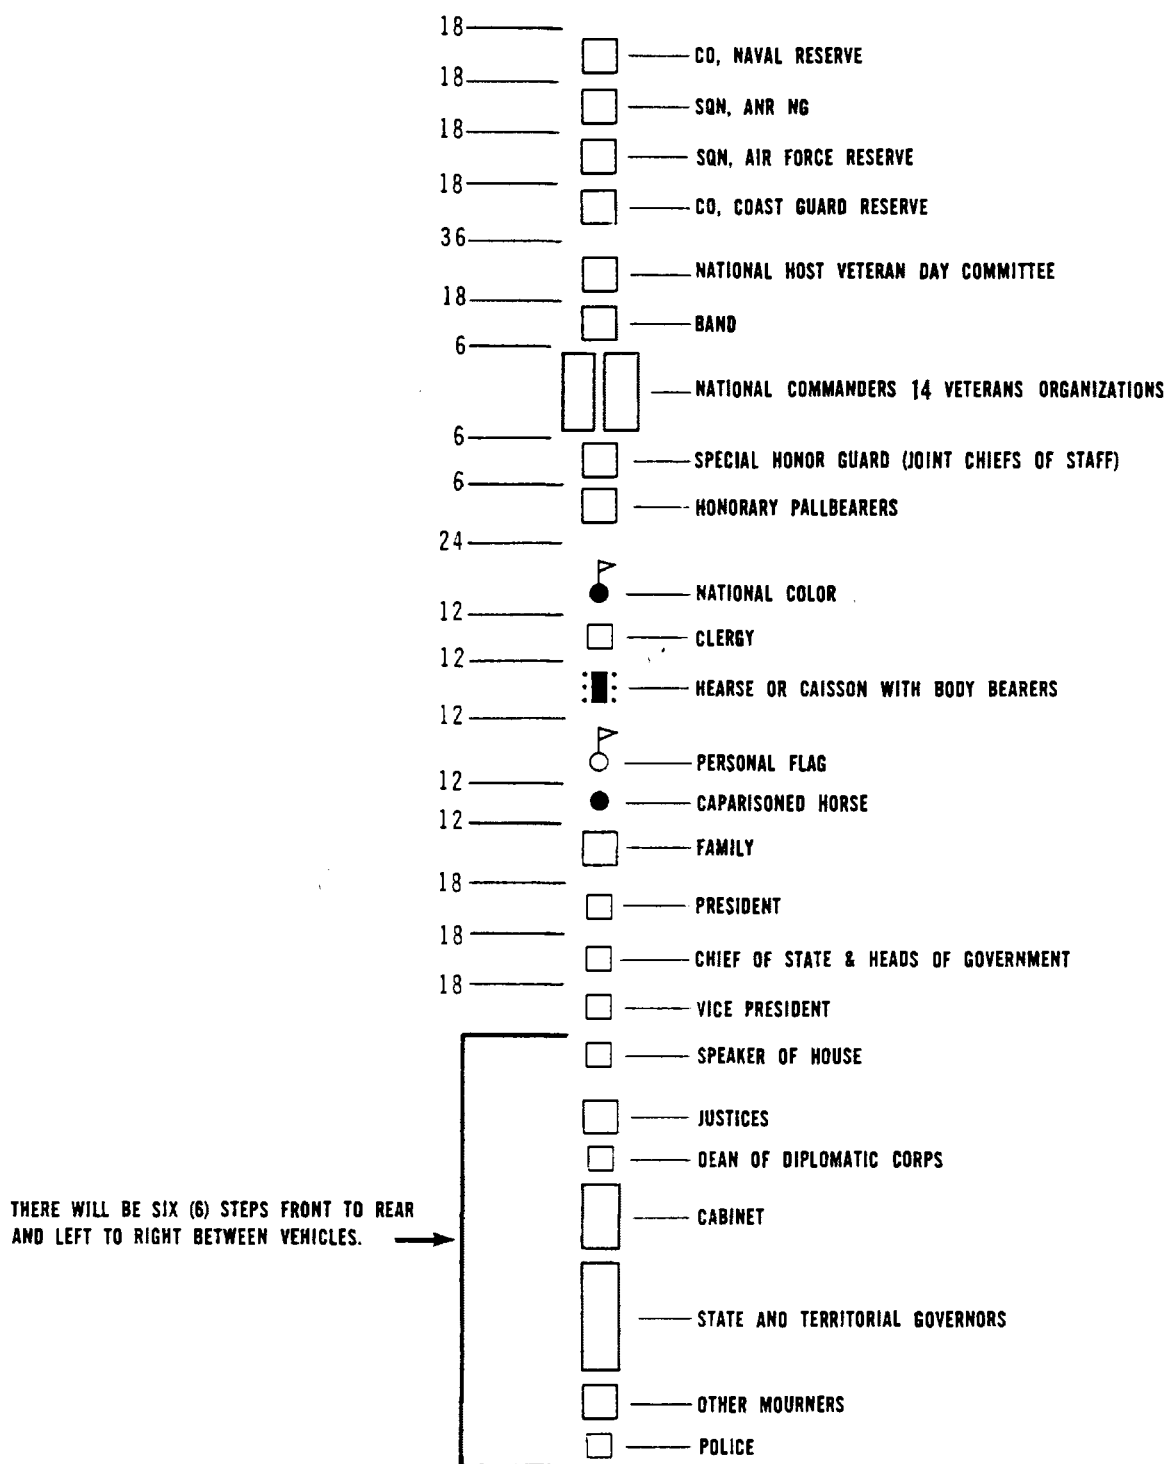 18
CO, NAVAL RESERVE
18
SQN, ANR NG
18
SQN, AIR FORCE RESERVE
18
CO, COAST GUARD RESERVE
36
NATIONAL HOST VETERAN DAY COMMITTEE
18
BAND
6
NATIONAL COMMANDERS 14 VETERANS ORGANIZATIONS
6
SPECIAL HONOR GUARD (JOINT CHIEFS OF STAFF)
6
HONORARY PALLBEARERS
24
NATIONAL COLOR
12
CLERGY
12
HEARSE OR CAISSON WITH BODY BEARERS
12
PERSONAL FLAG
12
CAPARISONED HORSE
12
FAMILY
18
PRESIDENT
18
CHIEF OF STATE & HEADS OF GOVERNMENT
18
VICE PRESIDENT
SPEAKER OF HOUSE
JUSTICES
DEAN OF DIPLOMATIC CORPS
THERE WILL BE SIX (6) STEPS FRONT TO REAR
AND LEFT TO RIGHT BETWEEN VEHICLES.
CABINET
STATE AND TERRITORIAL GOVERNORS
OTHER MOURNERS
POLICE